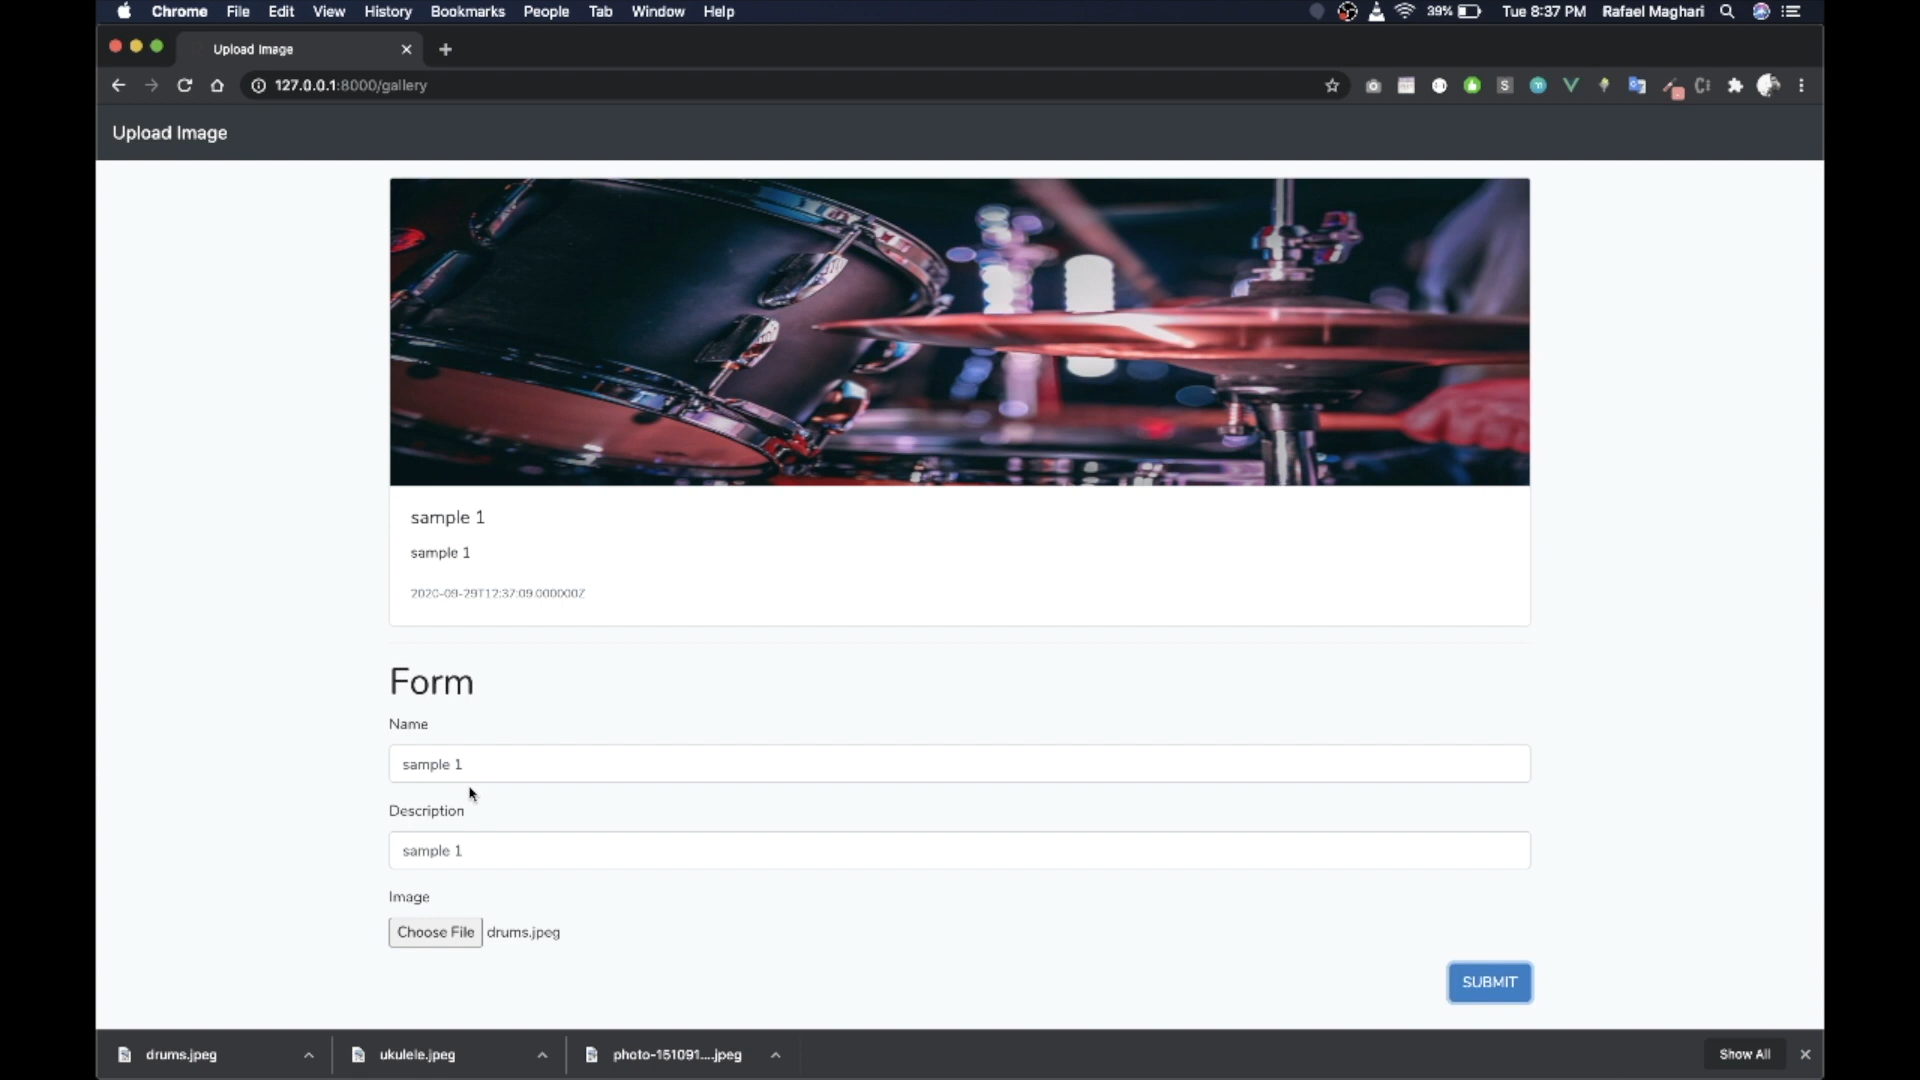 Chrome File Edit View History Bookmarks People Tab Window Help 39% Tue 8:37 PM Rafael Maghari
Upload Image
127.0.0.1:8000/gallery
Upload Image
sample 1
sample 1
2020-09-29T12:37:09.000000Z
Form
Name
sample 1
Description
sample 1
Image
Choose File drums.jpeg
SUBMIT
drums.jpeg ukulele.jpeg photo-151091....jpeg Show All